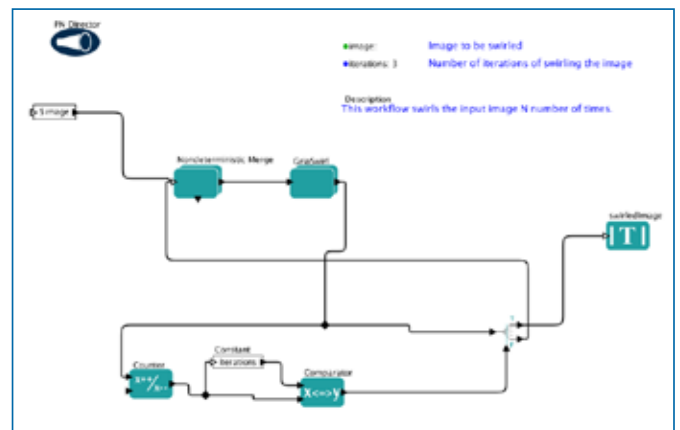 PN Director
image:
Image to be swirled
iterations: 3
Number of iterations of swirling the image
Description
This workflow swirls the input image N number of times.
$ image
Nondeterministic Merge
swirledImage
T
Counter
Constant
iterations
Comparator
X<=>y